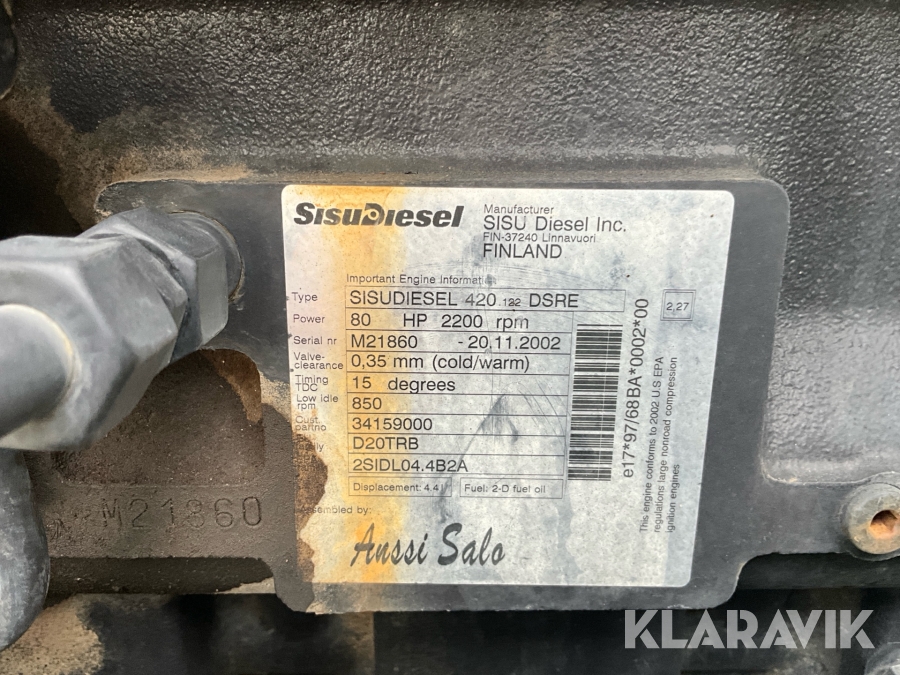 SISUDIESEL
Manufacturer
SISU Diesel Inc.
FIN-37240 Linnavuori
FINLAND
Important Engine Informati
Type SISUDIESEL 420.122 DSRE
Power 80 HP 2200 rpm
Serial nr M21860 - 20.11.2002
Valve-clearance 0,35 mm (cold/warm)
Timing TDC 15 degrees
Low idle rpm 850
Cust. partno 34159000
D20TRB
2SIDL04.4B2A
Displacement: 4.4 l Fuel: 2-D fuel oil
ssembled by:
Anssi Salo
2,27
e17*97/68BA*0002*00
This engine conforms to 2002 U.S EPA
regulations large nonroad compression
ignition engines
M21860
KLARAVIK